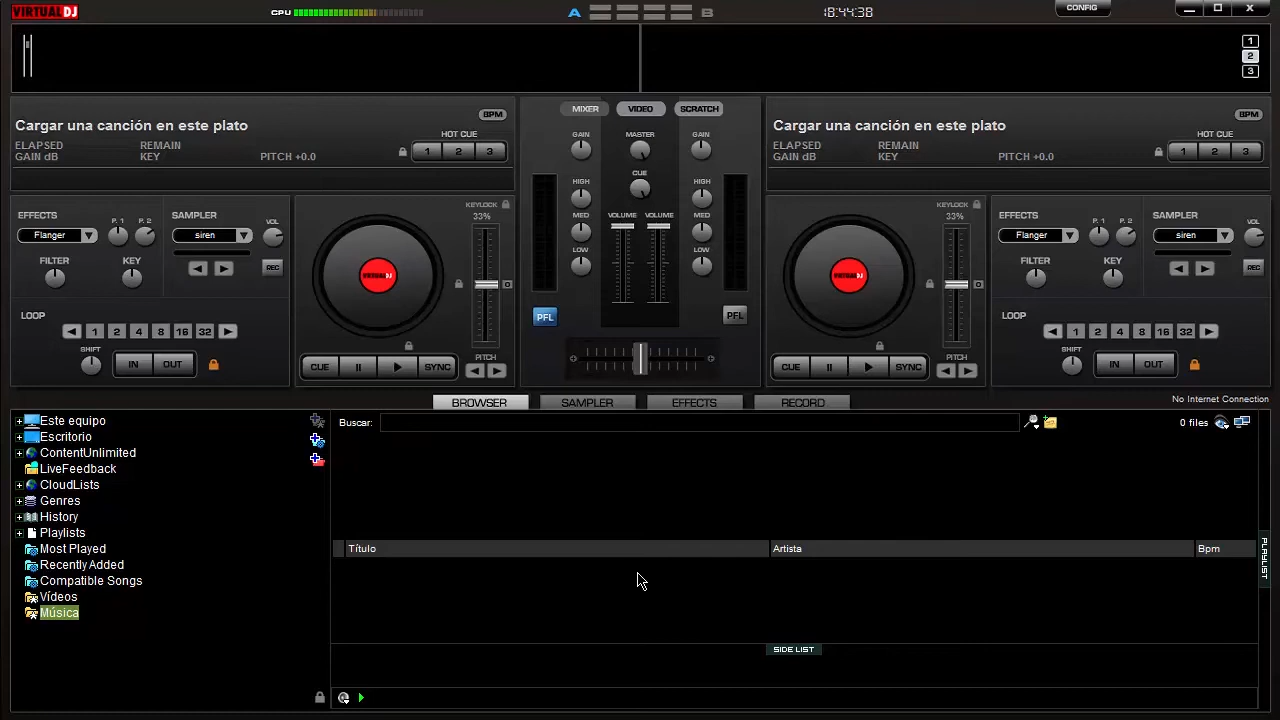 VIRTUAL DJ CPU A B 18:44:38 CONFIG
1
2
3
MIXER VIDEO SCRATCH
BPM BPM
Cargar una canción en este plato Cargar una canción en este plato
HOT CUE GAIN MASTER GAIN HOT CUE
ELAPSED REMAIN ELAPSED REMAIN
GAIN dB KEY PITCH +0.0 1 2 3 GAIN dB KEY PITCH +0.0 1 2 3
CUE
HIGH HIGH
KEYLOCK KEYLOCK
33% 33%
EFFECTS P. 1 P. 2 SAMPLER VOL MED VOLUME VOLUME MED EFFECTS P. 1 P. 2 SAMPLER VOL
Flanger siren Flanger siren
FILTER KEY REC LOW LOW FILTER KEY REC
VIRTUAL DJ VIRTUAL DJ
LOOP PFL PFL LOOP
1 2 4 8 16 32 1 2 4 8 16 32
SHIFT IN OUT PITCH SHIFT IN OUT PITCH
CUE SYNC CUE SYNC
BROWSER SAMPLER EFFECTS RECORD
No Internet Connection
Este equipo
Escritorio
ContentUnlimited
LiveFeedback
CloudLists
Genres
History
Playlists
Most Played
Recently Added
Compatible Songs
Vídeos
Música
Buscar: 0 files
Título Artista Bpm
PLAYLIST
SIDE LIST